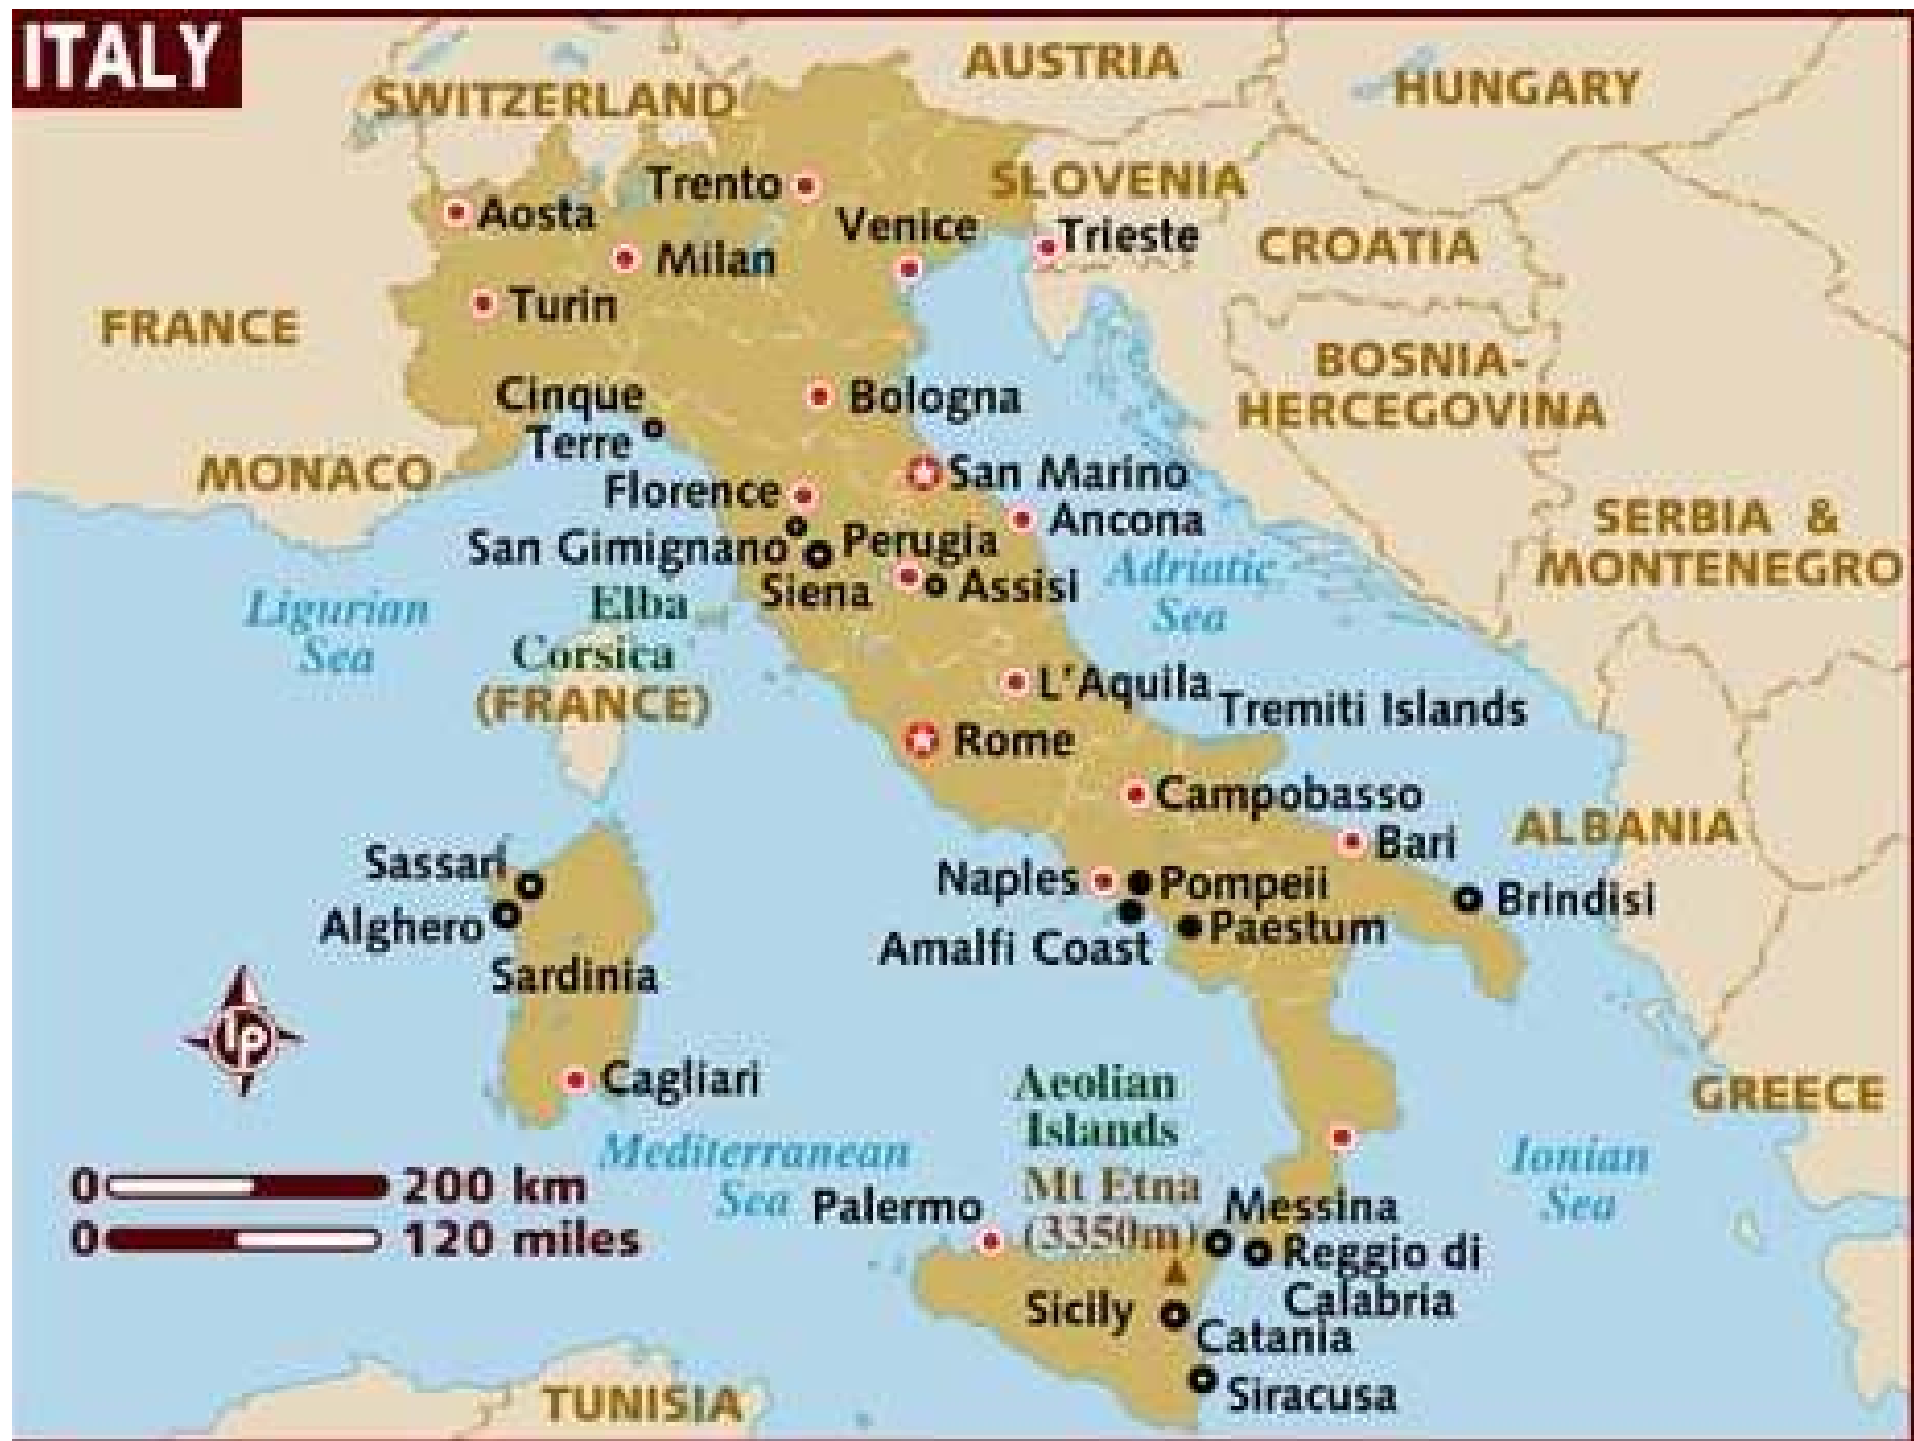 ITALY
AUSTRIA
HUNGARY
SWITZERLAND
SLOVENIA
Trento
Aosta
Venice
Trieste
CROATIA
Milan
Turin
FRANCE
BOSNIA-
HERCEGOVINA
Cinque
Terre
Bologna
MONACO
San Marino
Florence
Ancona
SERBIA &
MONTENEGRO
San Gimignano
Perugia
Siena
Assisi
Adriatic
Sea
Ligurian
Sea
Elba
Corsica
(FRANCE)
L'Aquila
Tremiti Islands
Rome
Campobasso
ALBANIA
Bari
Sassari
Naples
Pompeii
Brindisi
Alghero
Paestum
Amalfi Coast
Sardinia
lp
Cagliari
Aeolian
Islands
GREECE
Mediterranean
Sea
Ionian
Sea
0 200 km
0 120 miles
Palermo
Mt Etna
(3350m)
Messina
Reggio di
Calabria
Sicily
Catania
Siracusa
TUNISIA